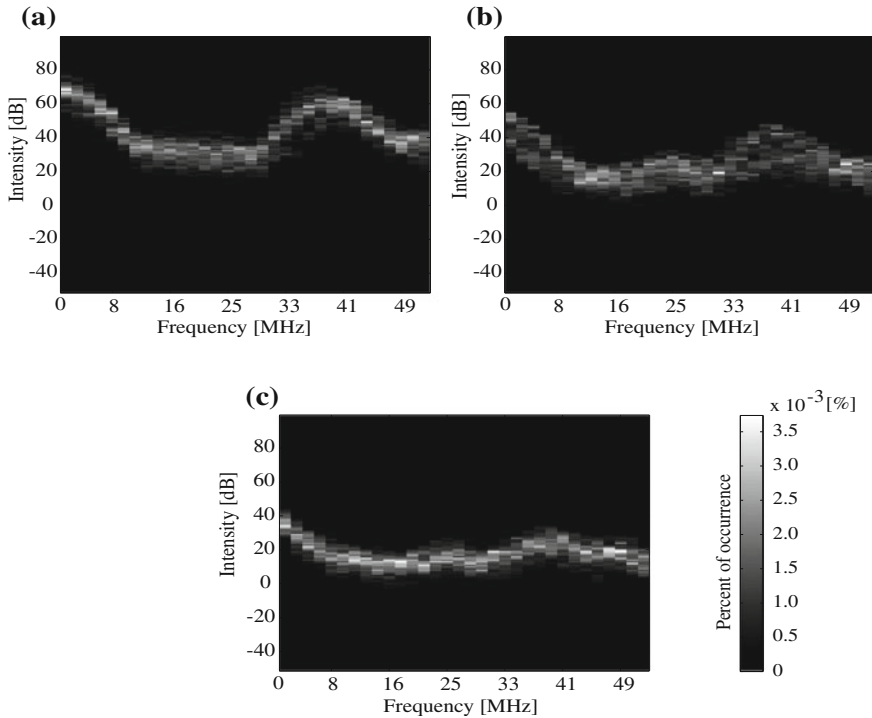 (a)
(b)
80
60
40
20
0
-20
-40
Intensity [dB]
0 8 16 25 33 41 49
Frequency [MHz]
80
60
40
20
0
-20
-40
Intensity [dB]
0 8 16 25 33 41 49
Frequency [MHz]
(c)
80
60
40
20
0
-20
-40
Intensity [dB]
0 8 16 25 33 41 49
Frequency [MHz]
x 10⁻³[%]
3.5
3.0
2.5
2.0
1.5
1.0
0.5
0
Percent of occurrence